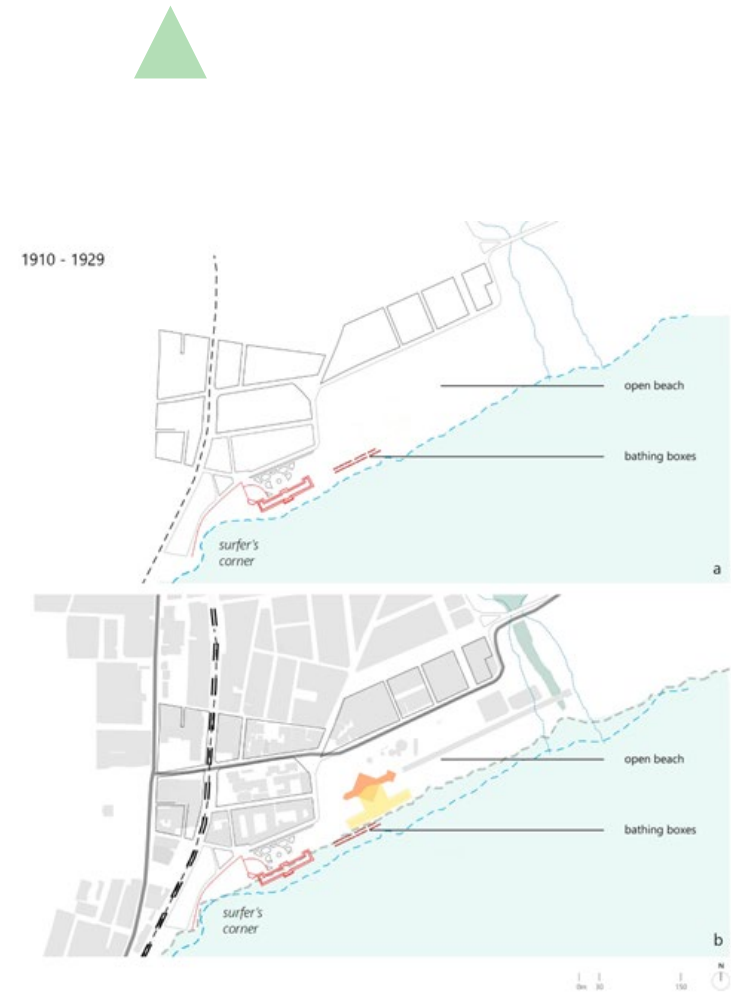 1910 - 1929
open beach
bathing boxes
surfer's
corner
a
open beach
bathing boxes
surfer's
corner
b
N
0m 30 150